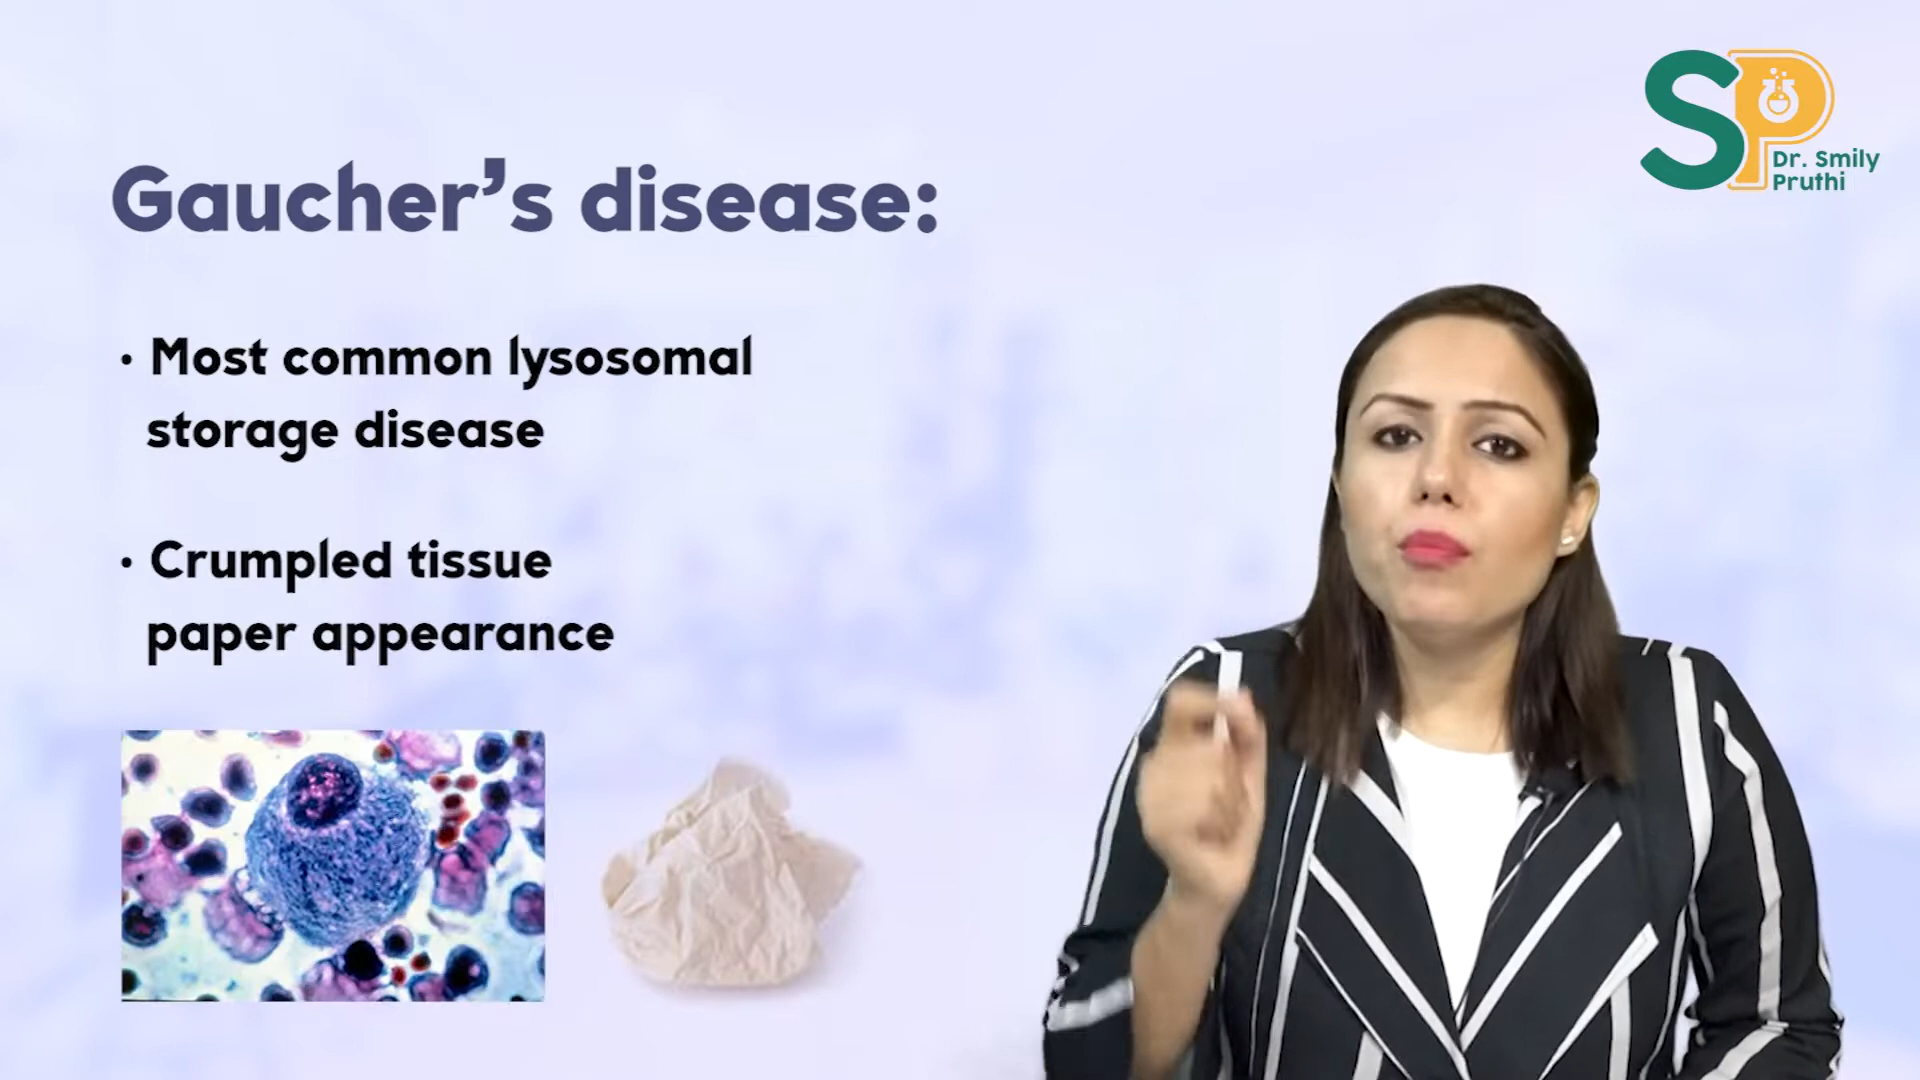 SP
Dr. Smily
Pruthi
Gaucher’s disease:
• Most common lysosomal
storage disease
• Crumpled tissue
paper appearance